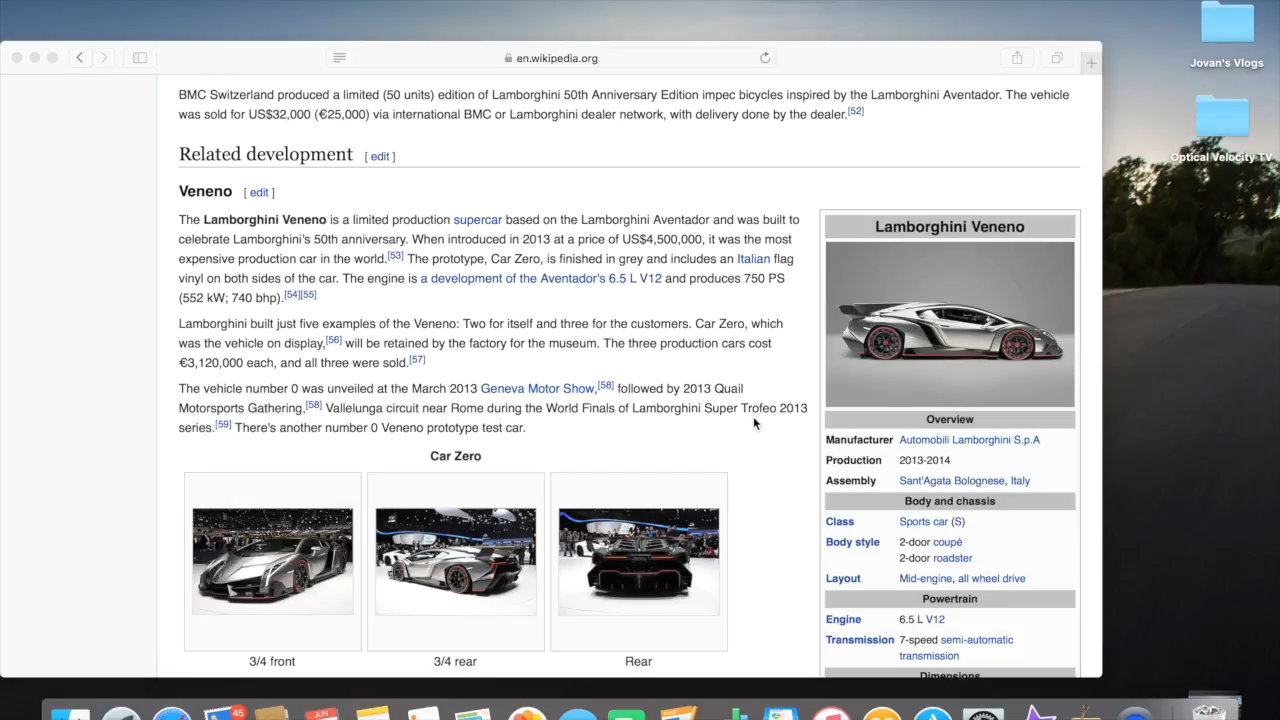 en.wikipedia.org
Jovan's Vlogs
Optical Velocity TV
BMC Switzerland produced a limited (50 units) edition of Lamborghini 50th Anniversary Edition impec bicycles inspired by the Lamborghini Aventador. The vehicle
was sold for US$32,000 (€25,000) via international BMC or Lamborghini dealer network, with delivery done by the dealer.[52]
Related development [ edit ]
Veneno [ edit ]
The Lamborghini Veneno is a limited production supercar based on the Lamborghini Aventador and was built to
celebrate Lamborghini's 50th anniversary. When introduced in 2013 at a price of US$4,500,000, it was the most
expensive production car in the world.[53] The prototype, Car Zero, is finished in grey and includes an Italian flag
vinyl on both sides of the car. The engine is a development of the Aventador's 6.5 L V12 and produces 750 PS
(552 kW; 740 bhp).[54][55]
Lamborghini built just five examples of the Veneno: Two for itself and three for the customers. Car Zero, which
was the vehicle on display,[56] will be retained by the factory for the museum. The three production cars cost
€3,120,000 each, and all three were sold.[57]
The vehicle number 0 was unveiled at the March 2013 Geneva Motor Show,[58] followed by 2013 Quail
Motorsports Gathering,[58] Vallelunga circuit near Rome during the World Finals of Lamborghini Super Trofeo 2013
series.[59] There's another number 0 Veneno prototype test car.
Car Zero
3/4 front
3/4 rear
Rear
Lamborghini Veneno
Overview
Manufacturer Automobili Lamborghini S.p.A
Production 2013-2014
Assembly Sant'Agata Bolognese, Italy
Body and chassis
Class Sports car (S)
Body style 2-door coupé
2-door roadster
Layout Mid-engine, all wheel drive
Powertrain
Engine 6.5 L V12
Transmission 7-speed semi-automatic
transmission
Dimensions
45
JUN